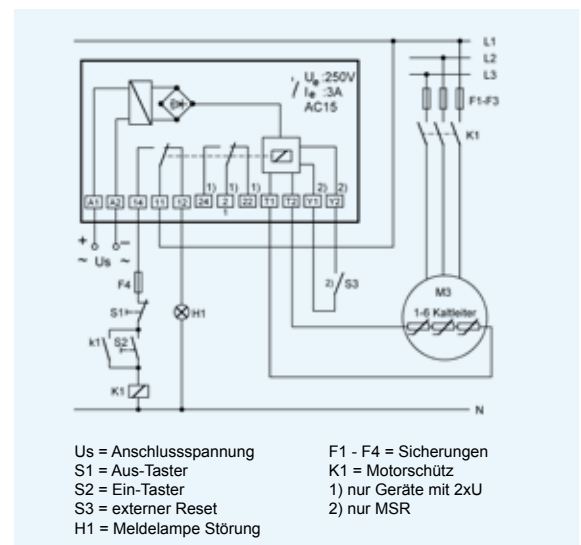 L1
L2
L3
Ue :250V
Ie :3A
AC15
F1-F3
K1
1) 1) 1) 2) 2)
A1 A2 14 11 12 24 2 22 T1 T2 Y1 Y2
1
+ −
~ Us ~
F4
2) S3
M3
S1
H1
1-6 Kaltleiter
k1 S2
K1
N
Us = Anschlussspannung
S1 = Aus-Taster
S2 = Ein-Taster
S3 = externer Reset
H1 = Meldelampe Störung
F1 - F4 = Sicherungen
K1 = Motorschütz
1) nur Geräte mit 2xU
2) nur MSR